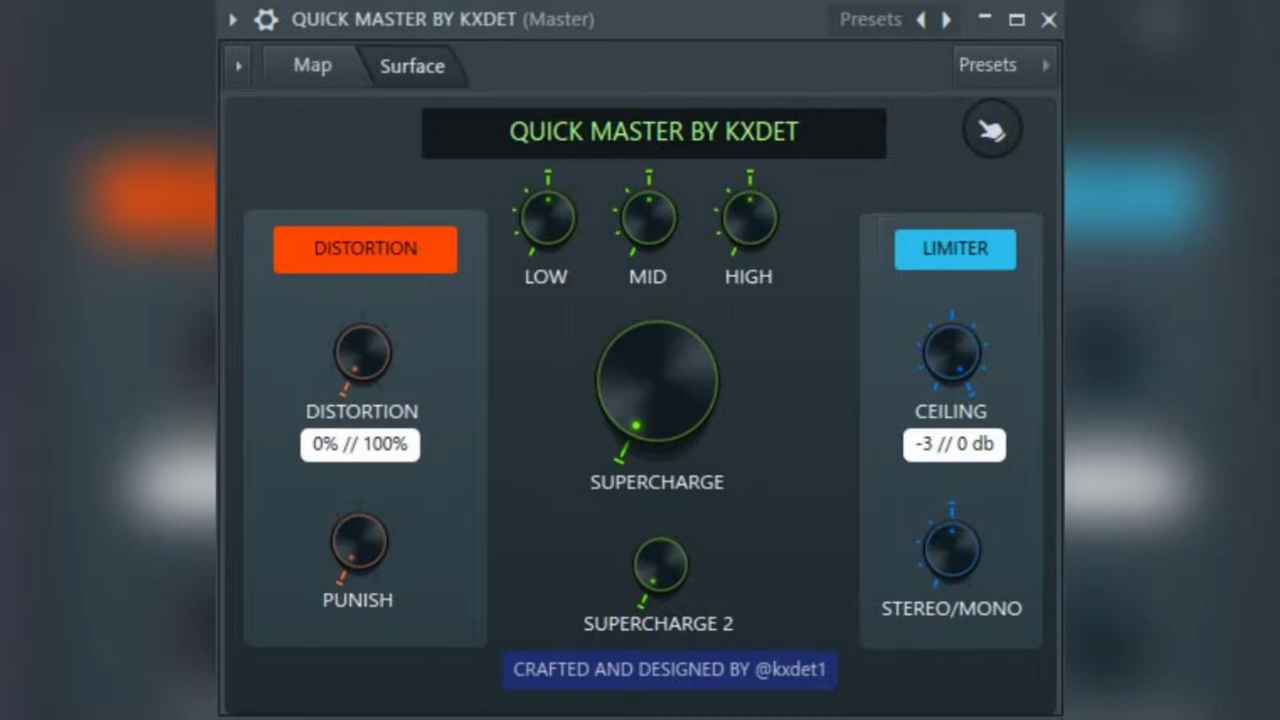 QUICK MASTER BY KXDET (Master)
Presets
Map
Surface
Presets
QUICK MASTER BY KXDET
LOW
MID
HIGH
DISTORTION
DISTORTION
0% // 100%
PUNISH
SUPERCHARGE
SUPERCHARGE 2
LIMITER
CEILING
-3 // 0 db
STEREO/MONO
CRAFTED AND DESIGNED BY @kxdet1